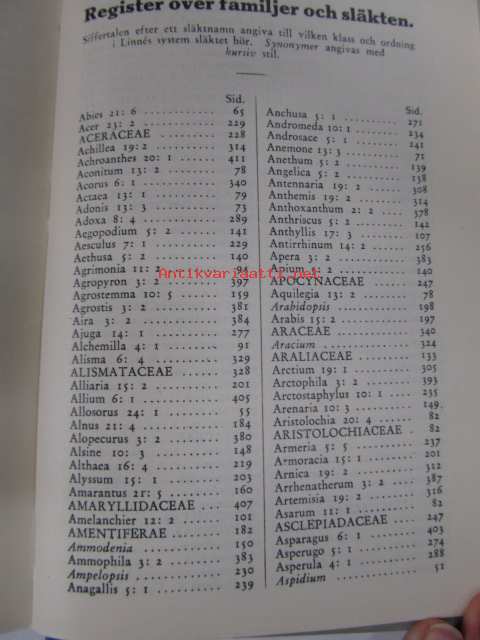 Register över familjer och släkten.
Siffertalen efter ett släktnamn angiva till vilken klass och ordning
i Linnés system släktet hör. Synonymer angivas med
kursiv stil.
Sid.
Abies 21: 6 65
Acer 23: 2 229
ACERACEAE 228
Achillea 19: 2 314
Achroanthes 20: 1 411
Aconitum 13: 2 78
Acorus 6: 1 340
Actaea 13: 1 79
Adonis 13: 3 73
Adoxa 8: 4 289
Aegopodium 5: 2 141
Aesculus 7: 1 229
Aethusa 5: 2 140
Agrimonia 11: 2 94
Agropyron 3: 2 397
Agrostemma 10: 5 159
Agrostis 3: 2 381
Aira 3: 2 384
Ajuga 14: 1 277
Alchemilla 4: 1 91
Alisma 6: 4 329
ALISMATACEAE 328
Alliaria 15: 2 201
Allium 6: 1 405
Allosorus 24: 1 55
Alnus 21: 4 184
Alopecurus 3: 2 380
Alsine 10: 3 148
Althaea 16: 4 219
Alyssum 15: 1 203
Amarantus 21: 5 160
AMARYLLIDACEAE 407
Amelanchier 12: 2 101
AMENTIFERAE 182
Ammodenia 150
Ammophila 3: 2 383
Ampelopsis 230
Anagallis 5: 1 239
Sid.
Anchusa 5: 1 271
Andromeda 10: 1 234
Androsace 5: 1 241
Anemone 13: 3 71
Anethum 5: 2 139
Angelica 5: 2 138
Antennaria 19: 2 308
Anthemis 19: 2 314
Anthoxanthum 2: 2 378
Anthriscus 5: 2 142
Anthyllis 17: 3 107
Antirrhinum 14: 2 256
Apera 3: 2 383
Apium 5: 2 140
APOCYNACEAE 247
Aquilegia 13: 2 78
Arabidopsis 198
Arabis 15: 2 197
ARACEAE 340
Aracium 324
ARALIACEAE 133
Arctium 19: 1 305
Arctophila 3: 2 393
Arctostaphylus 10: 1 235
Arenaria 10: 3 149
Aristolochia 20: 4 82
ARISTOLOCHIACEAE 82
Armeria 5: 5 237
Armoracia 15: 1 201
Arnica 19: 2 312
Arrhenatherum 3: 2 387
Artemisia 19: 2 316
Asarum 11: 1 82
ASCLEPIADACEAE 247
Asparagus 6: 1 403
Asperugo 5: 1 274
Asperula 4: 1 288
Aspidium 51
Antikvariaatti.net